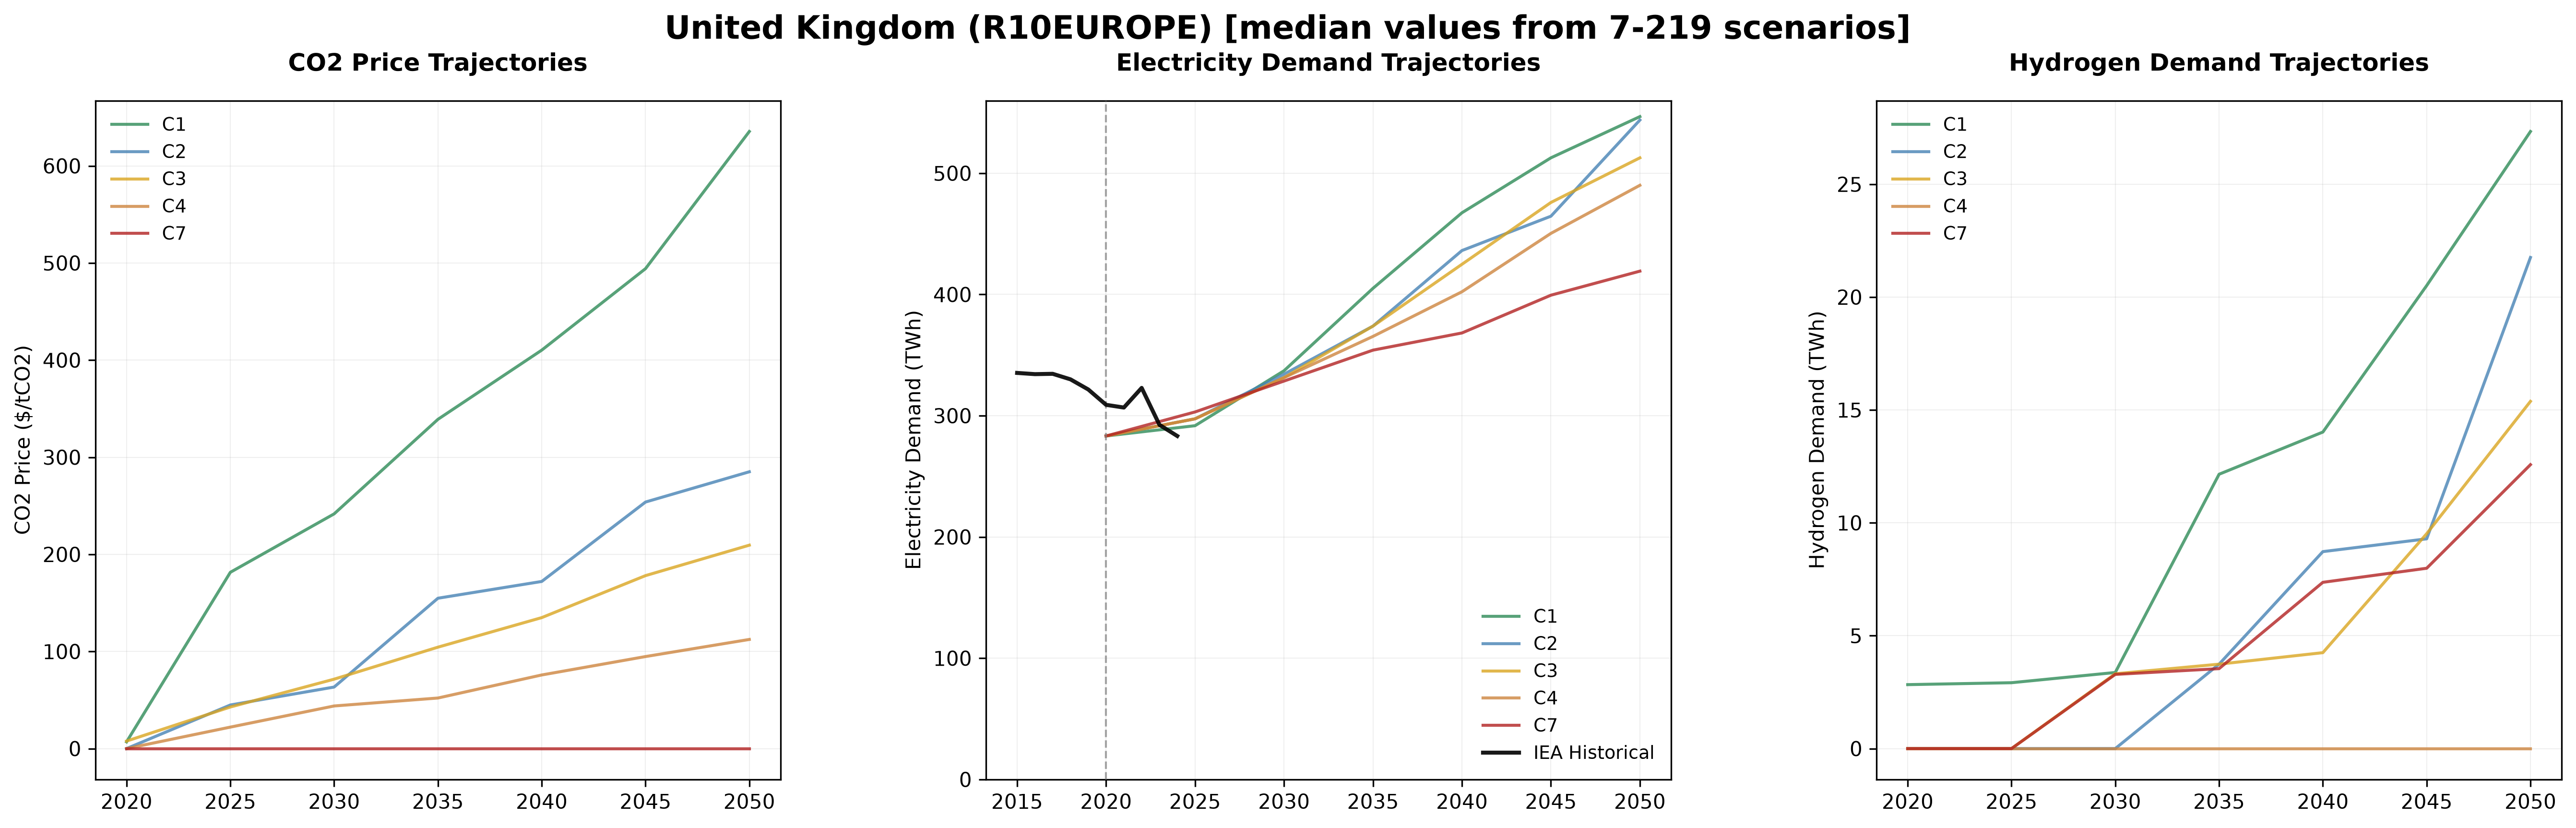 United Kingdom (R10EUROPE) [median values from 7-219 scenarios]
CO2 Price Trajectories
CO2 Price ($/tCO2)
600
500
400
300
200
100
0
2020 2025 2030 2035 2040 2045 2050
C1
C2
C3
C4
C7
Electricity Demand Trajectories
Electricity Demand (TWh)
500
400
300
200
100
0
2015 2020 2025 2030 2035 2040 2045 2050
C1
C2
C3
C4
C7
IEA Historical
Hydrogen Demand Trajectories
Hydrogen Demand (TWh)
25
20
15
10
5
0
2020 2025 2030 2035 2040 2045 2050
C1
C2
C3
C4
C7